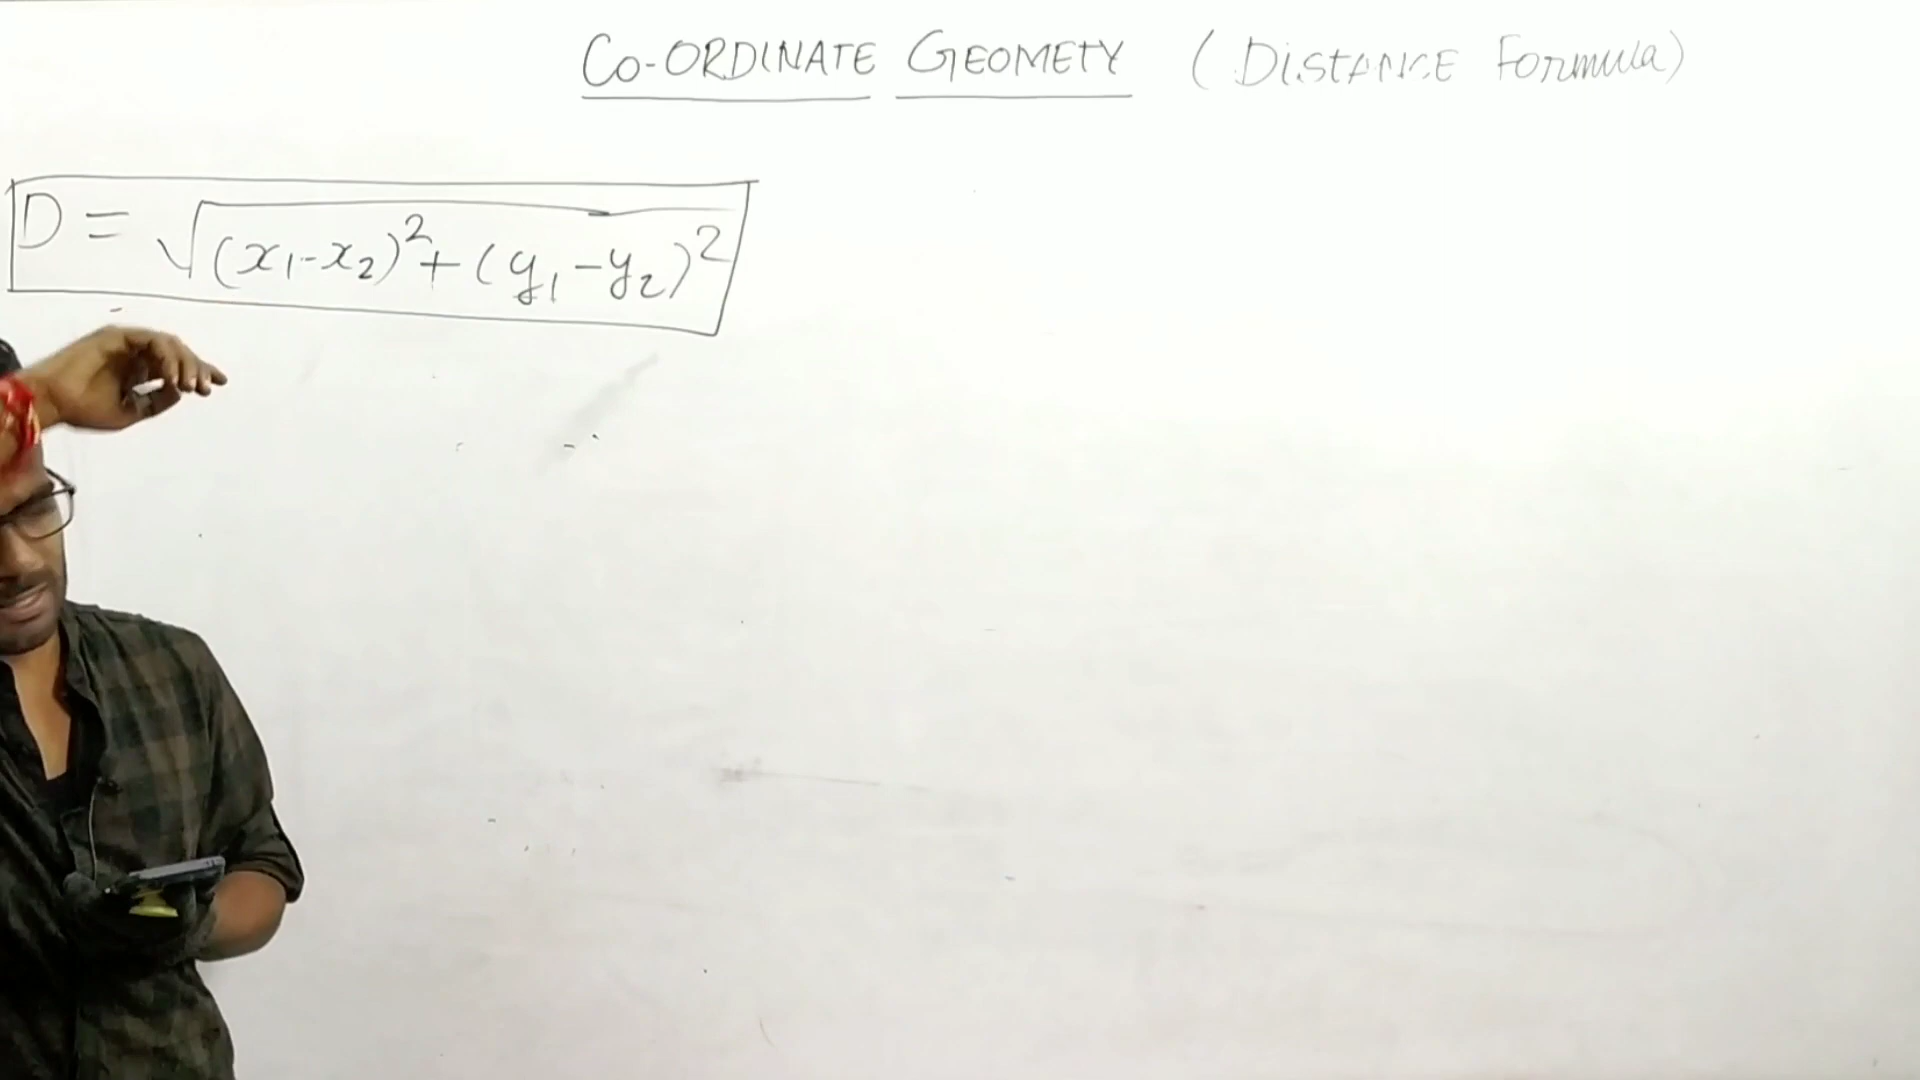 CO-ORDINATE GEOMETY (DISTANCE FORMULA)
D = √(x₁-x₂)²+(y₁-y₂)²